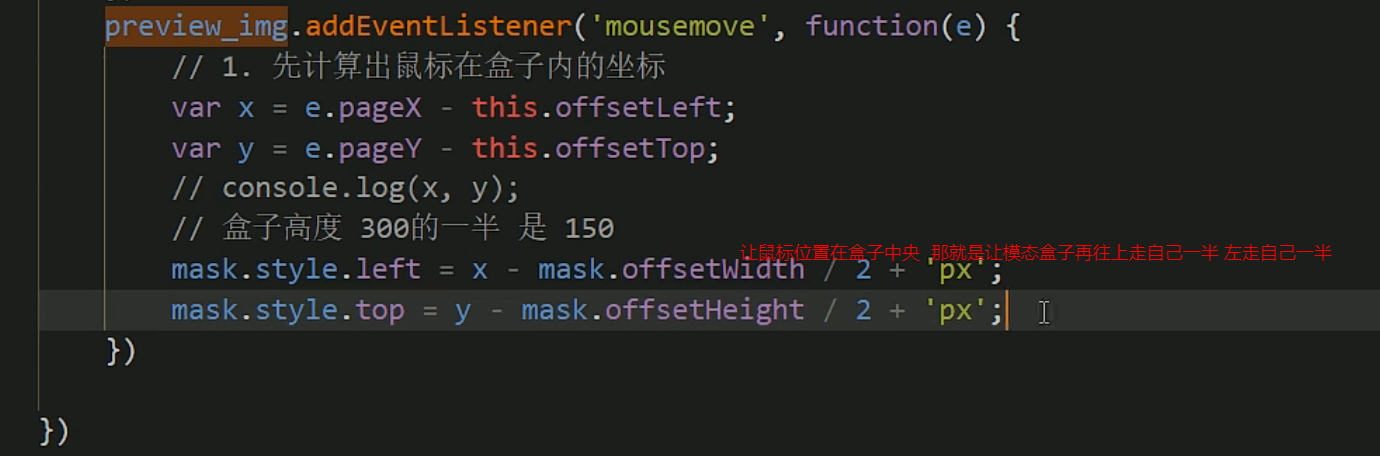 preview_img.addEventListener('mousemove', function(e) {
// 1. 先计算出鼠标在盒子内的坐标
var x = e.pageX - this.offsetLeft;
var y = e.pageY - this.offsetTop;
// console.log(x, y);
// 盒子高度 300的一半 是 150
让鼠标位置在盒子中央 那就是让模态盒子再往上走自己一半 左走自己一半
mask.style.left = x - mask.offsetWidth / 2 + 'px';
mask.style.top = y - mask.offsetHeight / 2 + 'px';
})
})